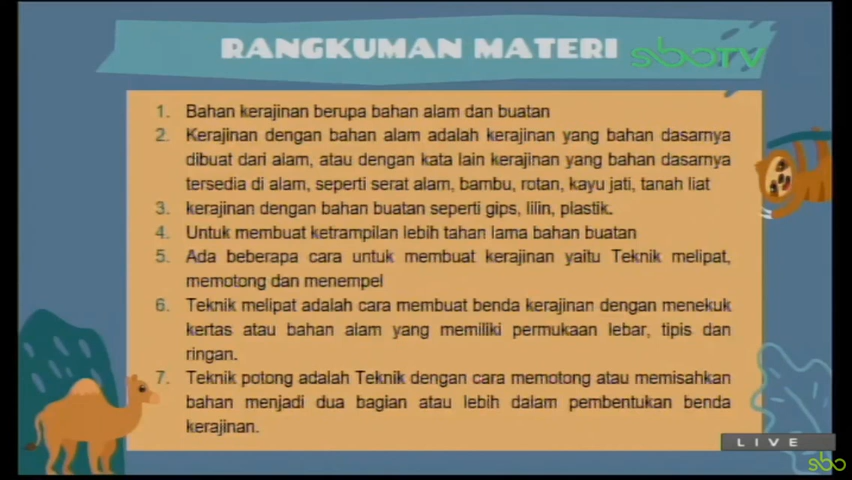 RANGKUMAN MATERI
sboTV
1. Bahan kerajinan berupa bahan alam dan buatan
2. Kerajinan dengan bahan alam adalah kerajinan yang bahan dasarnya
dibuat dari alam, atau dengan kata lain kerajinan yang bahan dasarnya
tersedia di alam, seperti serat alam, bambu, rotan, kayu jati, tanah liat
3. kerajinan dengan bahan buatan seperti gips, lilin, plastik.
4. Untuk membuat ketrampilan lebih tahan lama bahan buatan
5. Ada beberapa cara untuk membuat kerajinan yaitu Teknik melipat,
memotong dan menempel
6. Teknik melipat adalah cara membuat benda kerajinan dengan menekuk
kertas atau bahan alam yang memiliki permukaan lebar, tipis dan
ringan.
7. Teknik potong adalah Teknik dengan cara memotong atau memisahkan
bahan menjadi dua bagian atau lebih dalam pembentukan benda
kerajinan.
LIVE
sbo